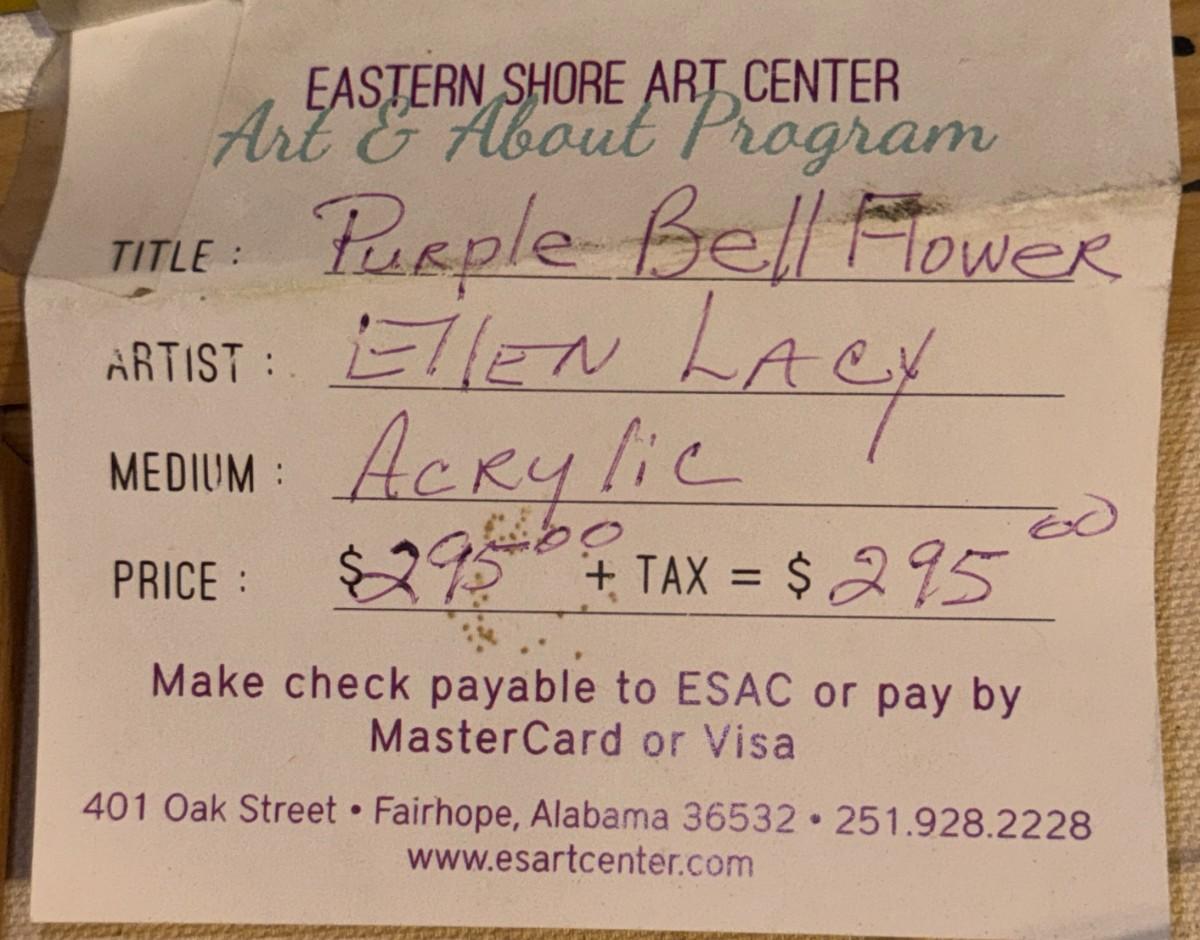 EASTERN SHORE ART CENTER
Art & About Program
TITLE : Purple Bell Flower
ARTIST : Ellen Lacy
MEDIUM : Acrylic
PRICE : $295.00 + TAX = $ 295 00
Make check payable to ESAC or pay by
MasterCard or Visa
401 Oak Street • Fairhope, Alabama 36532 • 251.928.2228
www.esartcenter.com